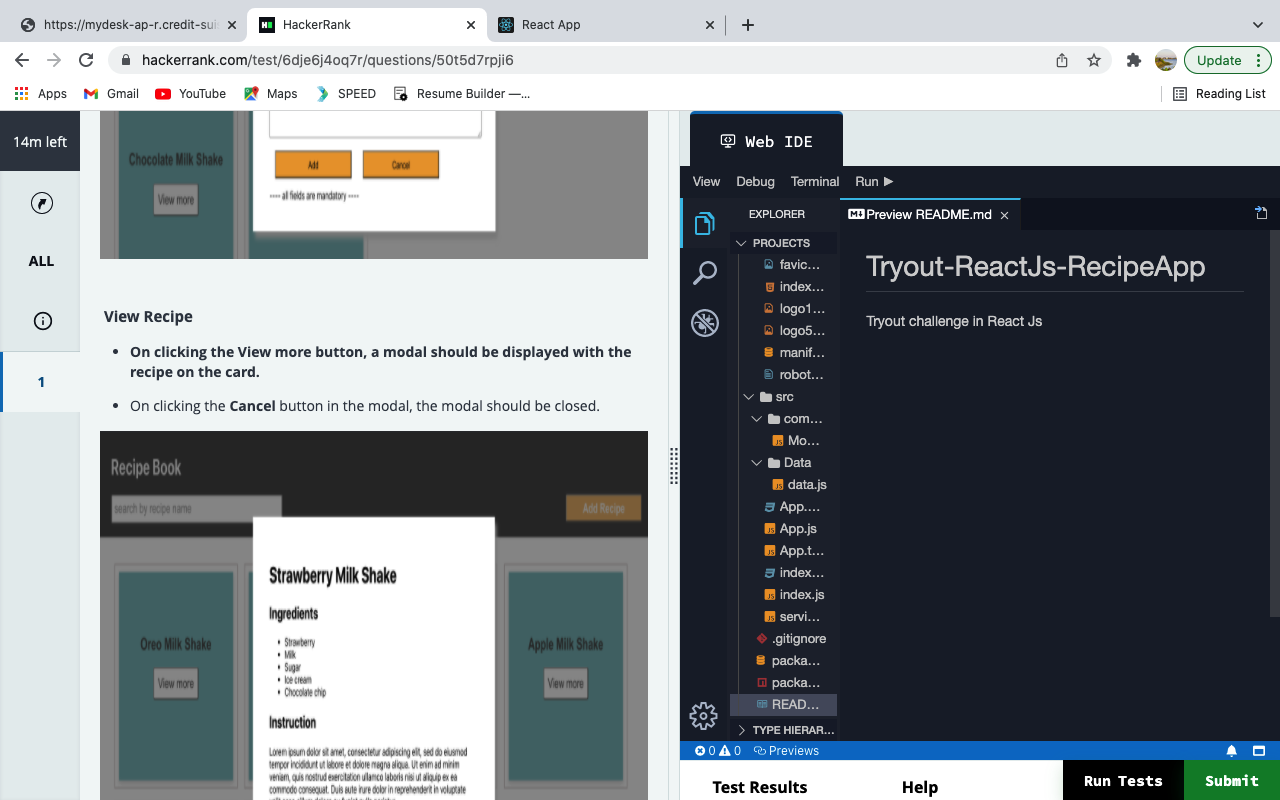 https://mydesk-ap-r.credit-sui
HackerRank
React App
hackerrank.com/test/6dje6j4oq7r/questions/50t5d7rpji6
Update
Apps
Gmail
YouTube
Maps
SPEED
Resume Builder —...
Reading List
14m left
ALL
1
Chocolate Milk Shake
View more
Add
Cancel
---- all fields are mandatory ----
View Recipe
On clicking the View more button, a modal should be displayed with the
recipe on the card.
On clicking the Cancel button in the modal, the modal should be closed.
Recipe Book
search by recipe name
Add Recipe
Oreo Milk Shake
View more
Strawberry Milk Shake
Ingredients
Strawberry
Milk
Sugar
Ice cream
Chocolate chip
Instruction
Lorem ipsum dolor sit amet, consectetur adipiscing elit, sed do eiusmod
tempor incididunt ut labore et dolore magna aliqua. Ut enim ad minim
veniam, quis nostrud exercitation ullamco laboris nisi ut aliquip ex ea
commodo consequat. Duis aute irure dolor in reprehenderit in voluptate
Apple Milk Shake
View more
Web IDE
View Debug Terminal Run
EXPLORER
PROJECTS
favic...
index...
logo1...
logo5...
manif...
robot...
src
com...
Mo...
Data
data.js
App....
App.js
App.t...
index...
index.js
servi...
.gitignore
packa...
packa...
READ...
TYPE HIERAR...
Preview README.md
Tryout-ReactJs-RecipeApp
Tryout challenge in React Js
0 0 Previews
Test Results
Help
Run Tests
Submit